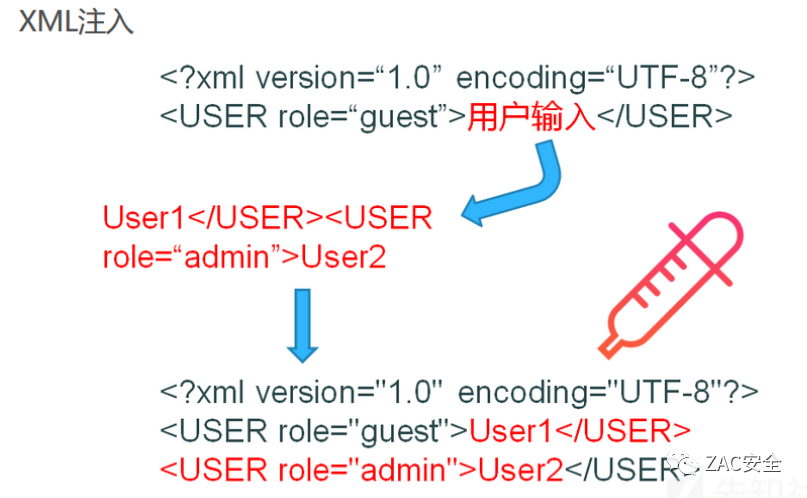 XML注入
<?xml version=“1.0” encoding=“UTF-8”?>
<USER role=“guest”>用户输入</USER>
User1</USER><USER
role=“admin”>User2
<?xml version="1.0" encoding="UTF-8"?>
<USER role="guest">User1</USER>
<USER role="admin">User2</USER>
ZAC安全